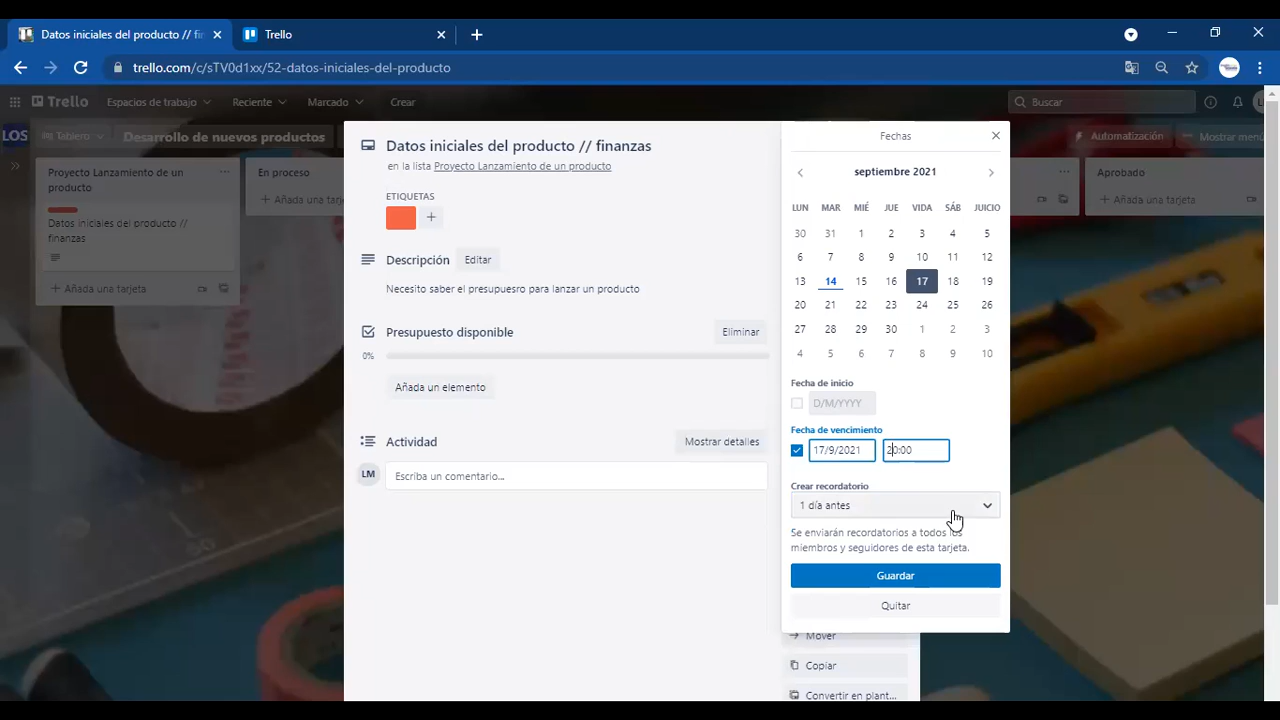 Datos iniciales del producto // fin
Trello
trello.com/c/sTV0d1xx/52-datos-iniciales-del-producto
Trello
Espacios de trabajo
Reciente
Marcado
Crear
Buscar
LOS
Tablero
Desarrollo de nuevos productos
Automatización
Mostrar menú
Proyecto Lanzamiento de un
producto
Datos iniciales del producto //
finanzas
Añada una tarjeta
En proceso
Añada una tarje
Datos iniciales del producto // finanzas
en la lista Proyecto Lanzamiento de un producto
ETIQUETAS
Descripción
Editar
Necesito saber el presupuesro para lanzar un producto
Presupuesto disponible
Eliminar
0%
Añada un elemento
Actividad
Mostrar detalles
LM
Escriba un comentario...
Fechas
septiembre 2021
LUN MAR MIÉ JUE VIDA SÁB JUICIO
30 31 1 2 3 4 5
6 7 8 9 10 11 12
13 14 15 16 17 18 19
20 21 22 23 24 25 26
27 28 29 30 1 2 3
4 5 6 7 8 9 10
Fecha de inicio
D/M/YYYY
Fecha de vencimiento
17/9/2021 20:00
Crear recordatorio
1 día antes
Se enviarán recordatorios a todos los
miembros y seguidores de esta tarjeta.
Guardar
Quitar
Mover
Copiar
Convertir en plant...
Aprobado
Añada una tarjeta